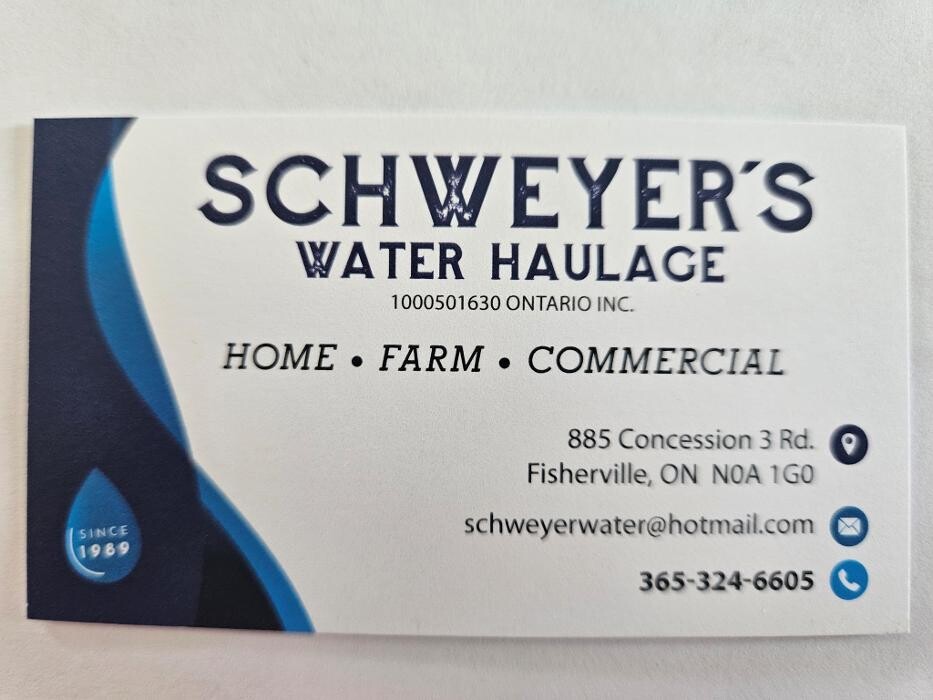 SCHWEYER'S
WATER HAULAGE
1000501630 ONTARIO INC.
HOME • FARM • COMMERCIAL
885 Concession 3 Rd.
Fisherville, ON N0A 1G0
schweyerwater@hotmail.com
365-324-6605
SINCE
1989